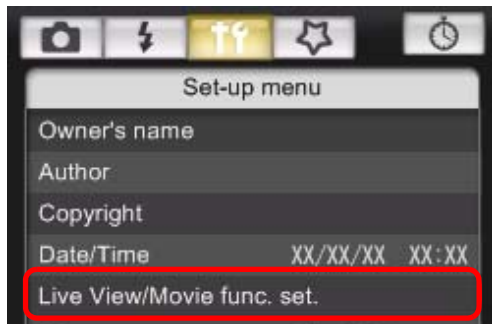 Set-up menu
Owner's name
Author
Copyright
Date/Time XX/XX/XX XX:XX
Live View/Movie func. set.